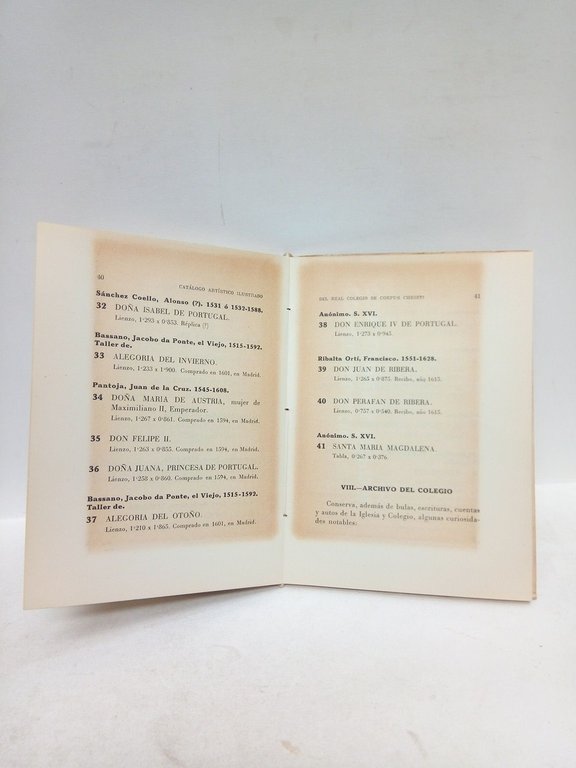 40
CATÁLOGO ARTÍSTICO ILUSTRADO
Sánchez Coello, Alonso (?). 1531 ó 1532-1588.
32 DOÑA ISABEL DE PORTUGAL.
Lienzo, 1'293 x 0'853. Réplica (?)
Bassano, Jacobo da Ponte, el Viejo, 1515-1592.
Taller de.
33 ALEGORIA DEL INVIERNO.
Lienzo, 1'233 x 1'900. Comprado en 1601, en Madrid.
Pantoja, Juan de la Cruz. 1545-1608.
34 DOÑA MARIA DE AUSTRIA, mujer de
Maximiliano II, Emperador.
Lienzo, 1'267 x 0'861. Comprado en 1594, en Madrid.
35 DON FELIPE II.
Lienzo, 1'263 x 0'855. Comprado en 1594, en Madrid.
36 DOÑA JUANA, PRINCESA DE PORTUGAL.
Lienzo, 1'258 x 0'860. Comprado en 1594, en Madrid.
Bassano, Jacobo da Ponte, el Viejo, 1515-1592.
Taller de.
37 ALEGORIA DEL OTOÑO.
Lienzo, 1'210 x 1'865. Comprado en 1601, en Madrid.
DEL REAL COLEGIO DE CORPUS CHRISTI 41
Anónimo. S. XVI.
38 DON ENRIQUE IV DE PORTUGAL.
Lienzo, 1'273 x 0'945.
Ribalta Ortí, Francisco. 1551-1628.
39 DON JUAN DE RIBERA.
Lienzo, 1'265 x 0'875. Recibo, año 1615.
40 DON PERAFAN DE RIBERA.
Lienzo, 0'757 x 0'540. Recibo, año 1615.
Anónimo. S. XVI.
41 SANTA MARIA MAGDALENA
Tabla, 0'267 x 0'376.
VIII.—ARCHIVO DEL COLEGIO
Conserva, además de bulas, escrituras, cuentas
y autos de la Iglesia y Colegio, algunas curiosida-
des notables.